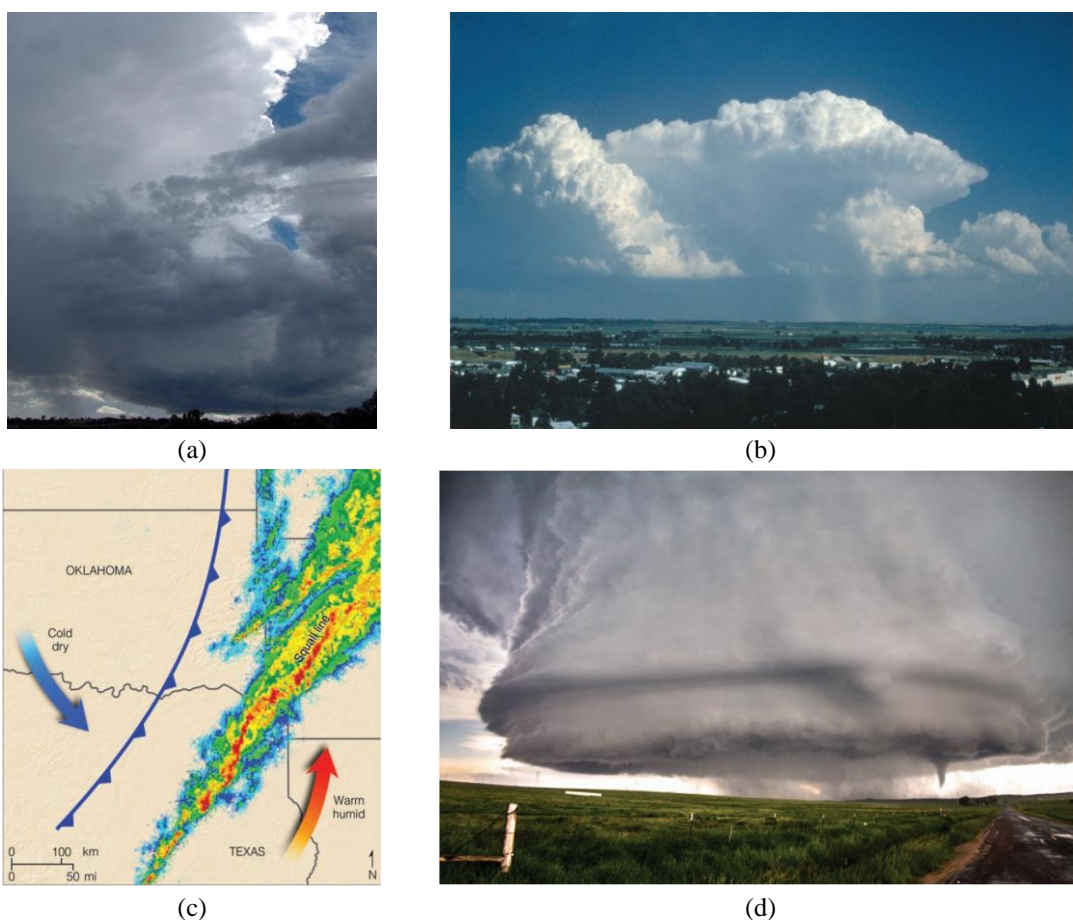 (a)
(b)
OKLAHOMA
Cold
dry
Squall line
Warm
humid
0 100 km
0 50 mi
TEXAS
N
(c)
(d)